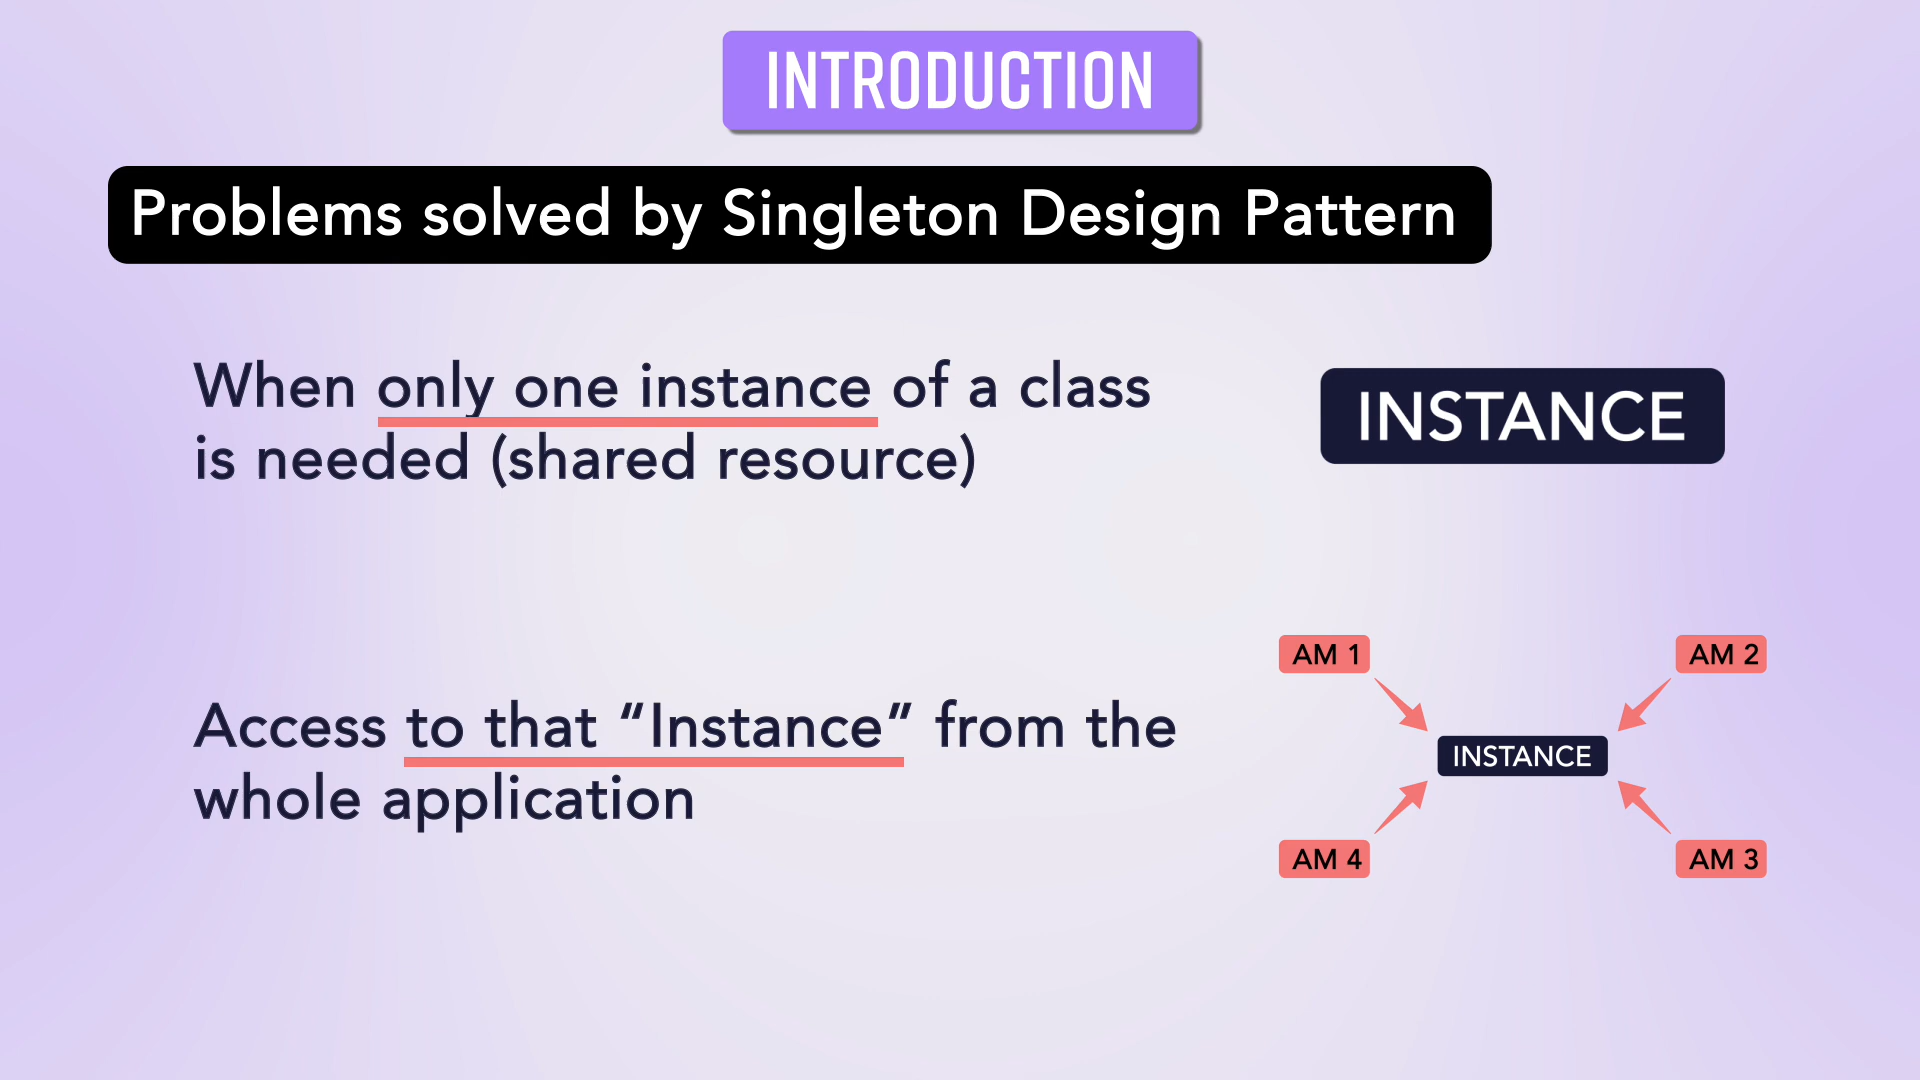 INTRODUCTION
Problems solved by Singleton Design Pattern
When only one instance of a class
is needed (shared resource)
INSTANCE
Access to that “Instance” from the
whole application
AM 1
AM 2
INSTANCE
AM 4
AM 3